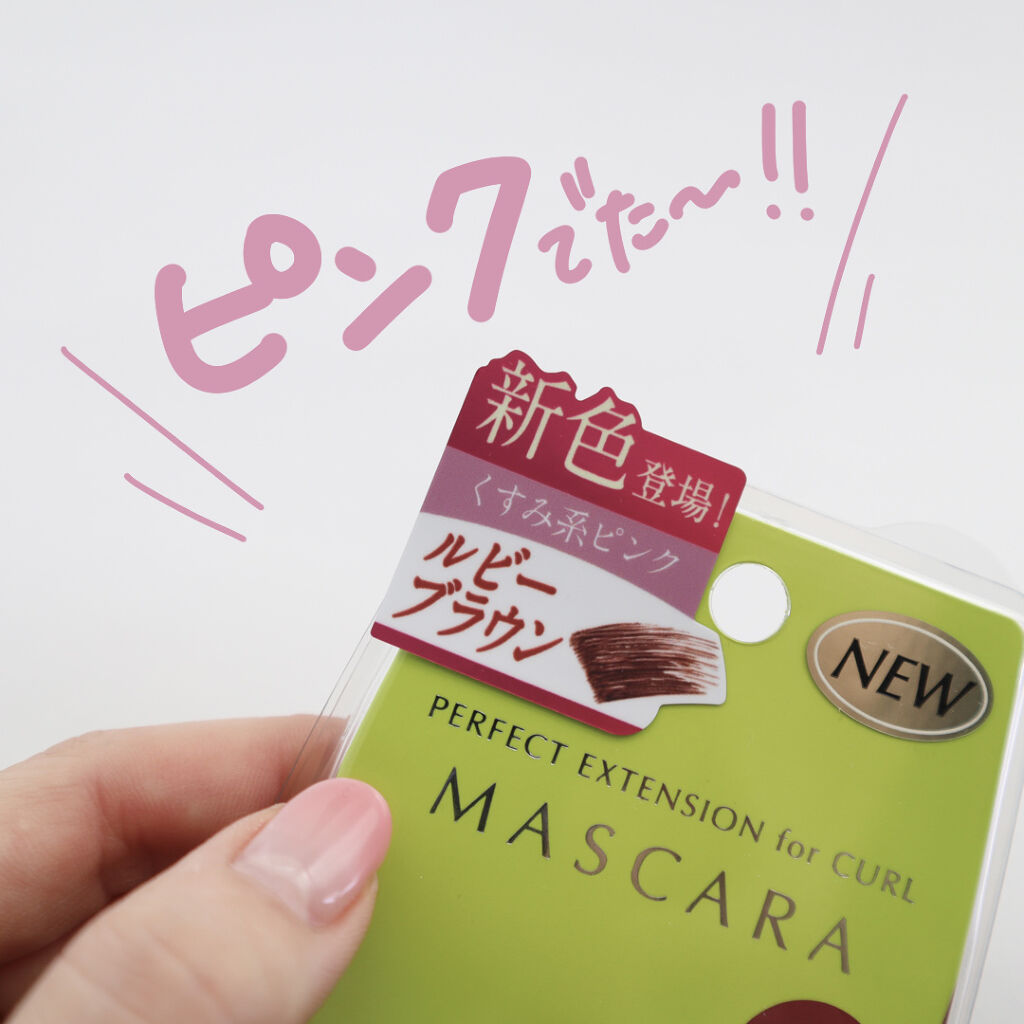 ピンクでた〜!!
新色登場!
くすみ系ピンク
ルビー
ブラウン
NEW
PERFECT EXTENSION for CURL
MASCARA